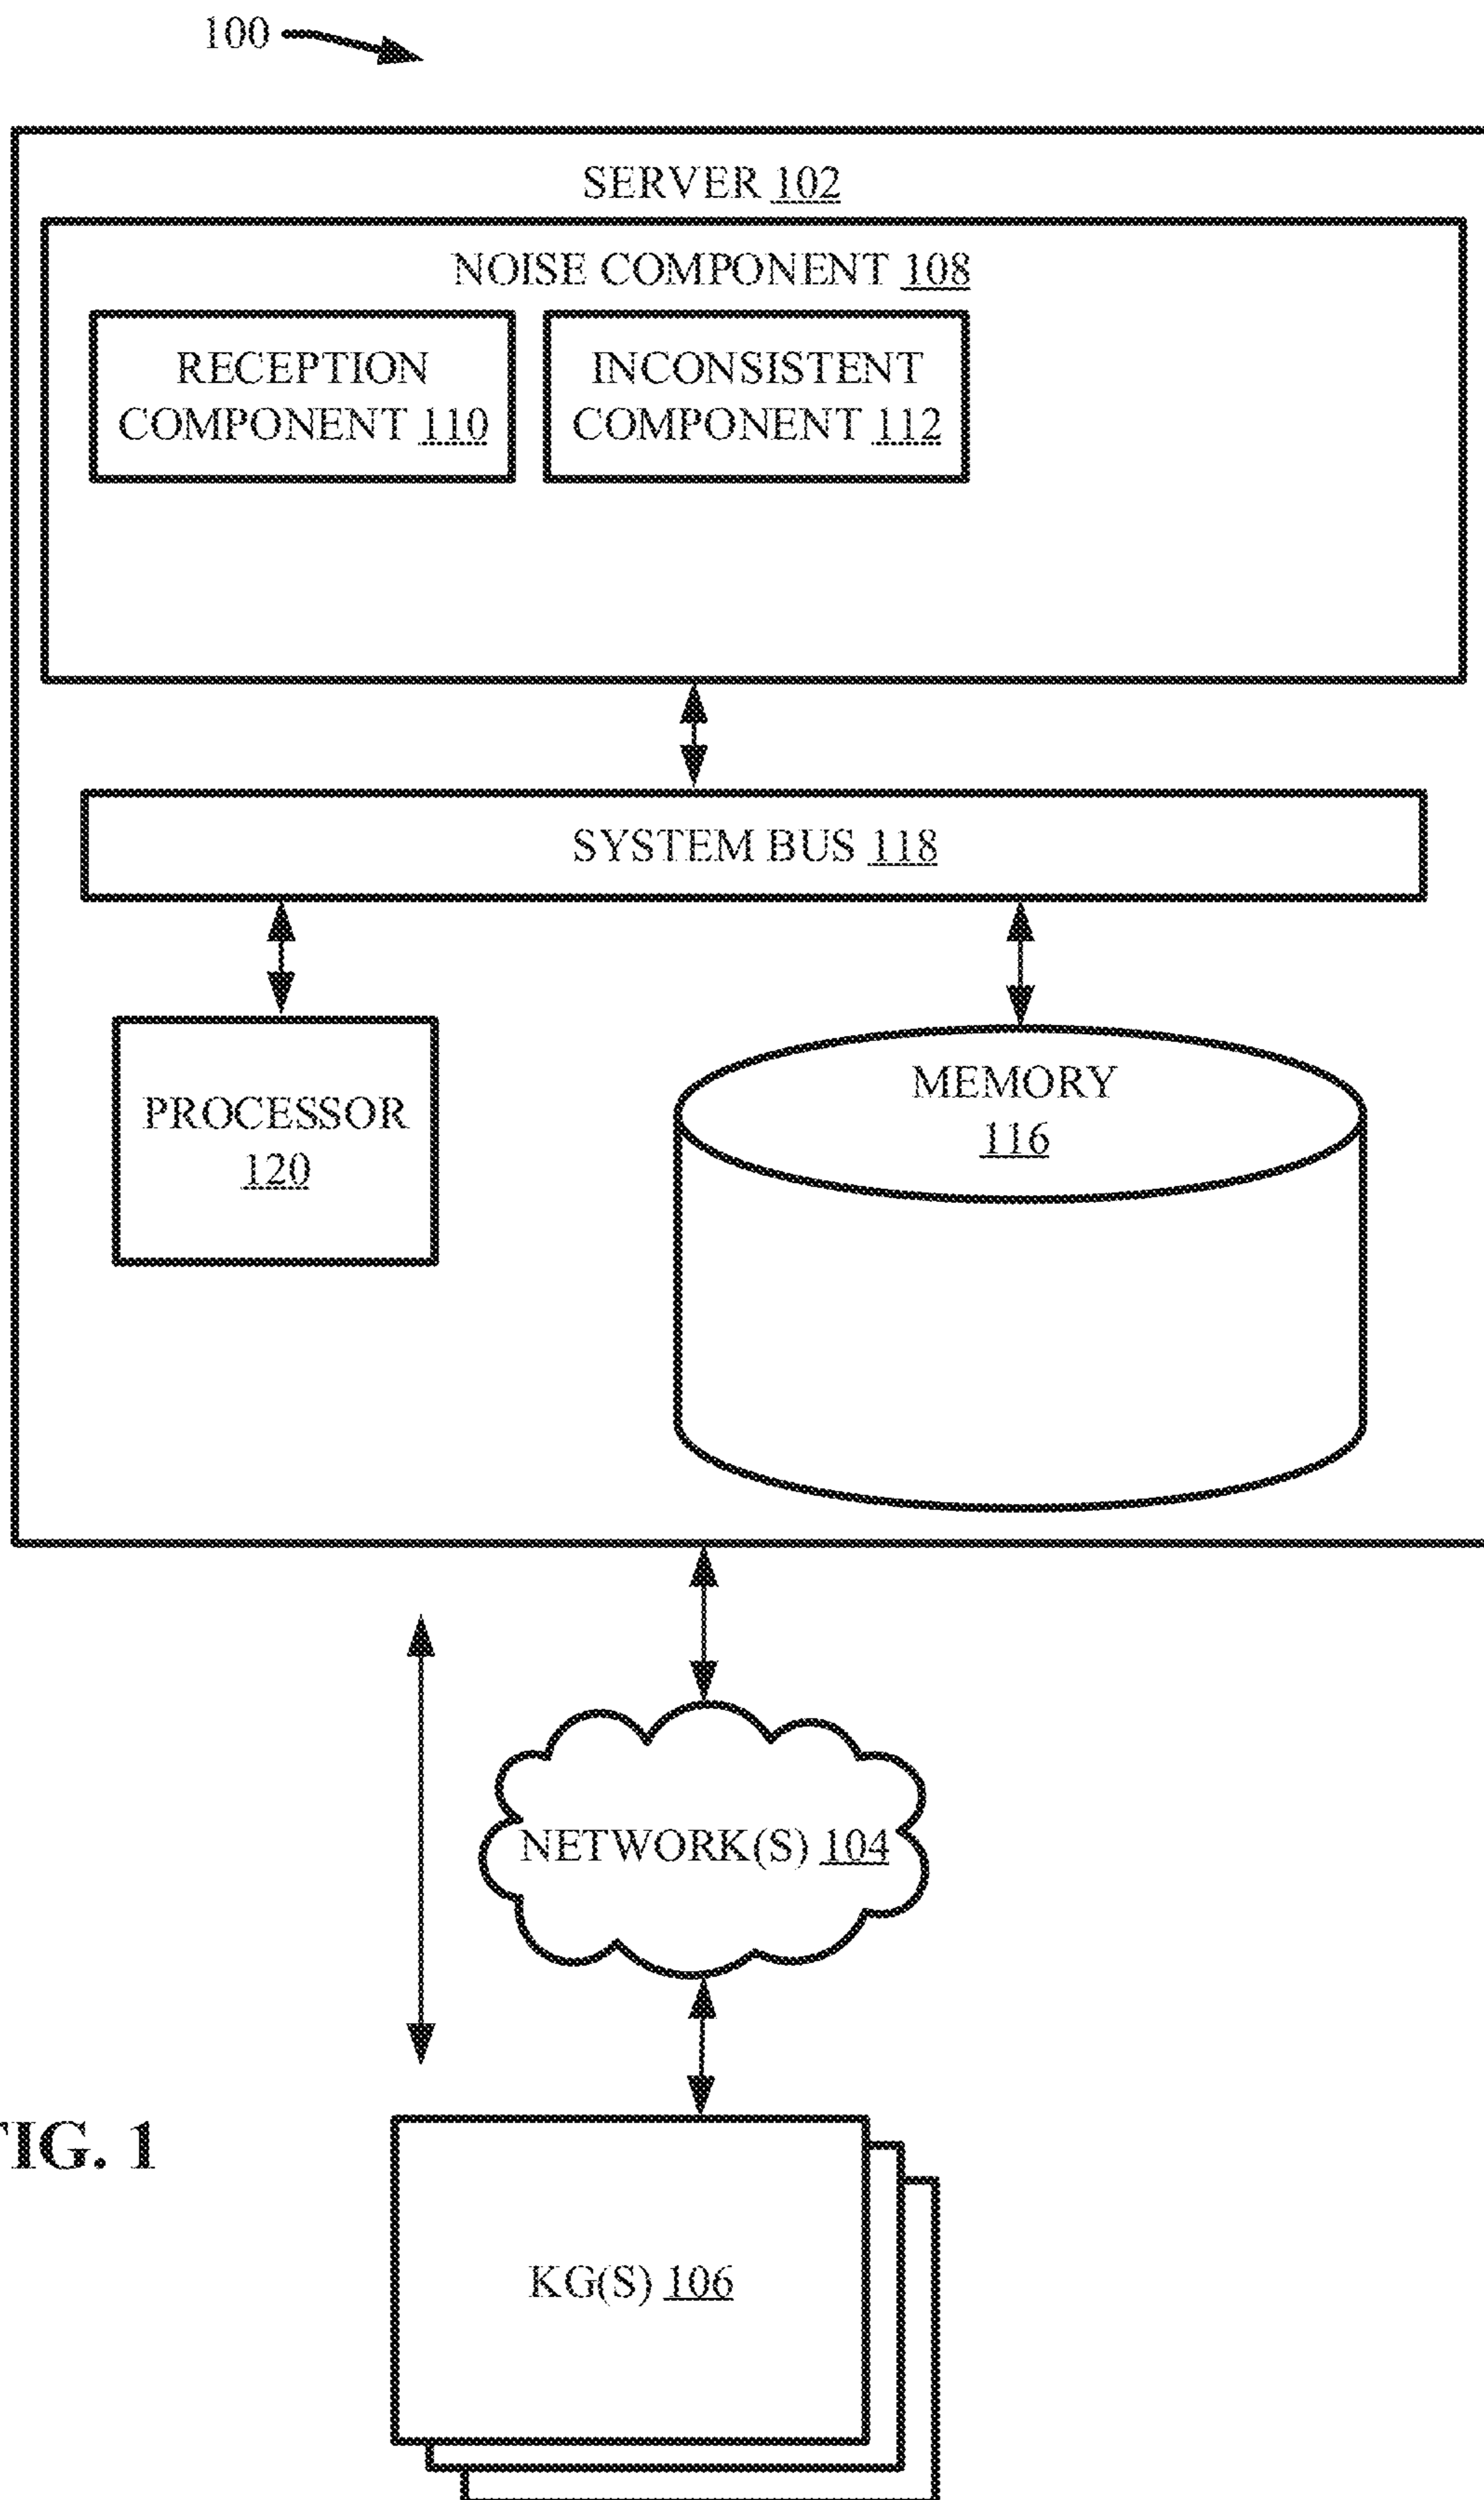 100
SERVER 102
NOISE COMPONENT 108
RECEPTION
COMPONENT 110
INCONSISTENT
COMPONENT 112
SYSTEM BUS 118
PROCESSOR
120
MEMORY
116
NETWORK(S) 104
FIG. 1
KG(S) 106